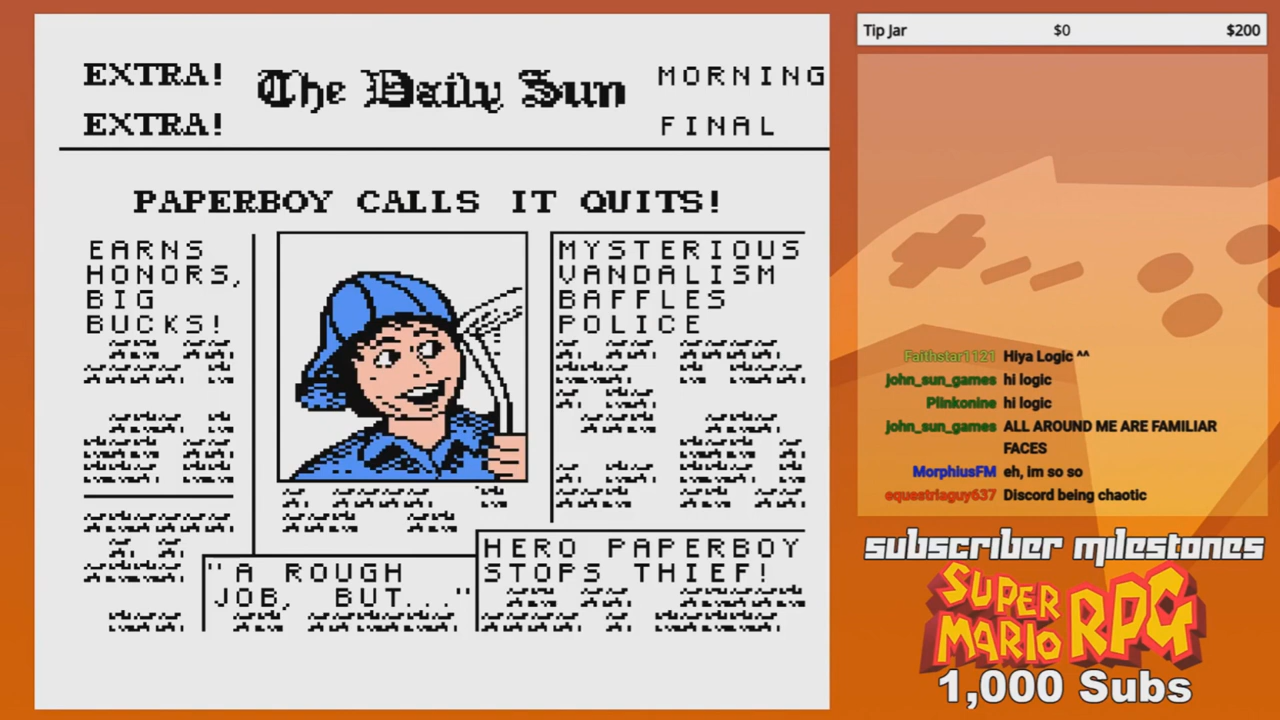 EXTRA!
EXTRA!
The Daily Sun
MORNING
FINAL
PAPERBOY CALLS IT QUITS!
EARNS
HONORS,
BIG
BUCKS!
MYSTERIOUS
VANDALISM
BAFFLES
POLICE
"A ROUGH
JOB, BUT..."
HERO PAPERBOY
STOPS THIEF!
Tip Jar $0 $200
Faithstar1121 Hiya Logic ^^
john_sun_games hi logic
Plinkonine hi logic
john_sun_games ALL AROUND ME ARE FAMILIAR
FACES
MorphiusFM eh, im so so
equestriaguy637 Discord being chaotic
subscriber milestones
SUPER
MARIO RPG
1,000 Subs